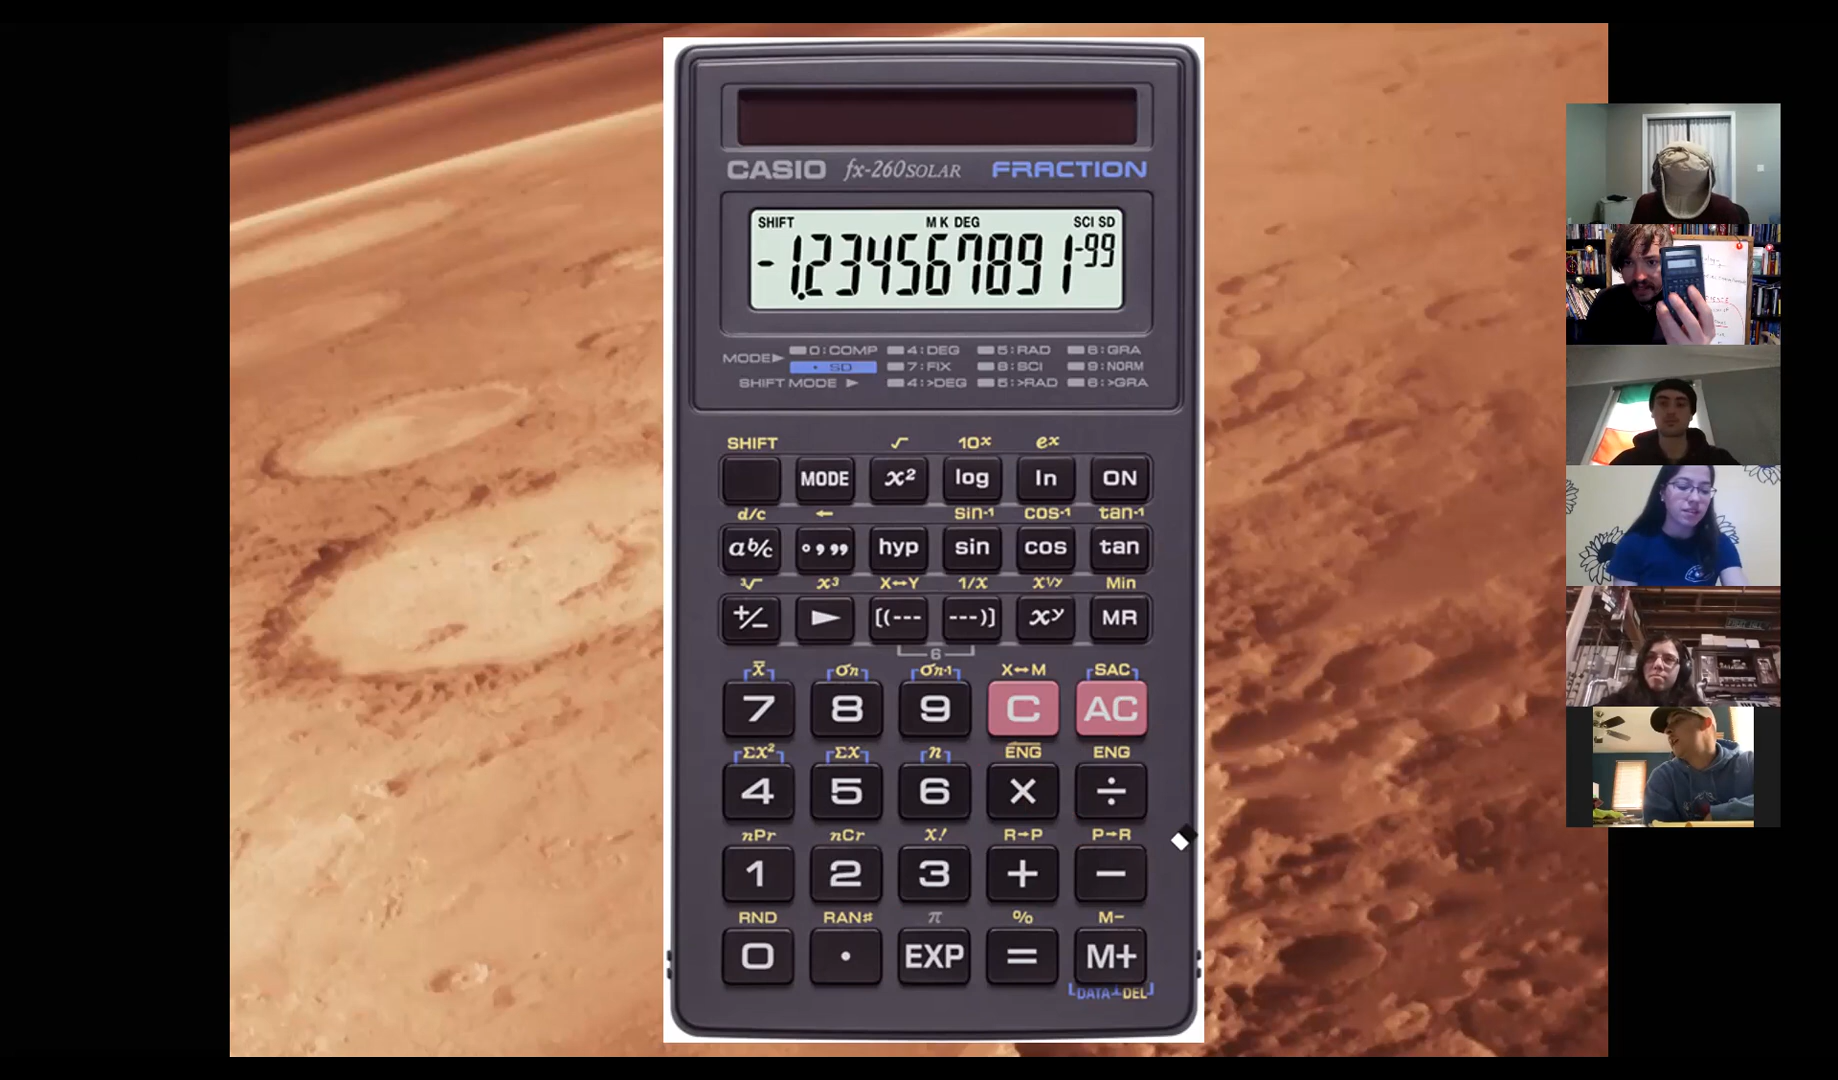 CASIO fx-260SOLAR FRACTION
SHIFT M K DEG SCI SD
-1.234567891-99
MODE► 0:COMP 4:DEG 5:RAD 6:GRA
· SD 7:FIX 8:SCI 9:NORM
SHIFT MODE ► 4:>DEG 5:>RAD 6:>GRA
SHIFT √ 10x ex
MODE x² log ln ON
d/c ← sin-1 cos-1 tan-1
a b/c ° ’ ’’ hyp sin cos tan
³√ x³ X↔Y 1/x x1/y Min
+/− ► [(--- ---)] xy MR
6
x̄ σn σn-1 X↔M SAC
7 8 9 C AC
Σx² Σx n ENG ENG
4 5 6 × ÷
nPr nCr x! R→P P→R
1 2 3 + −
RND RAN# π % M−
0 · EXP = M+
DATA DEL